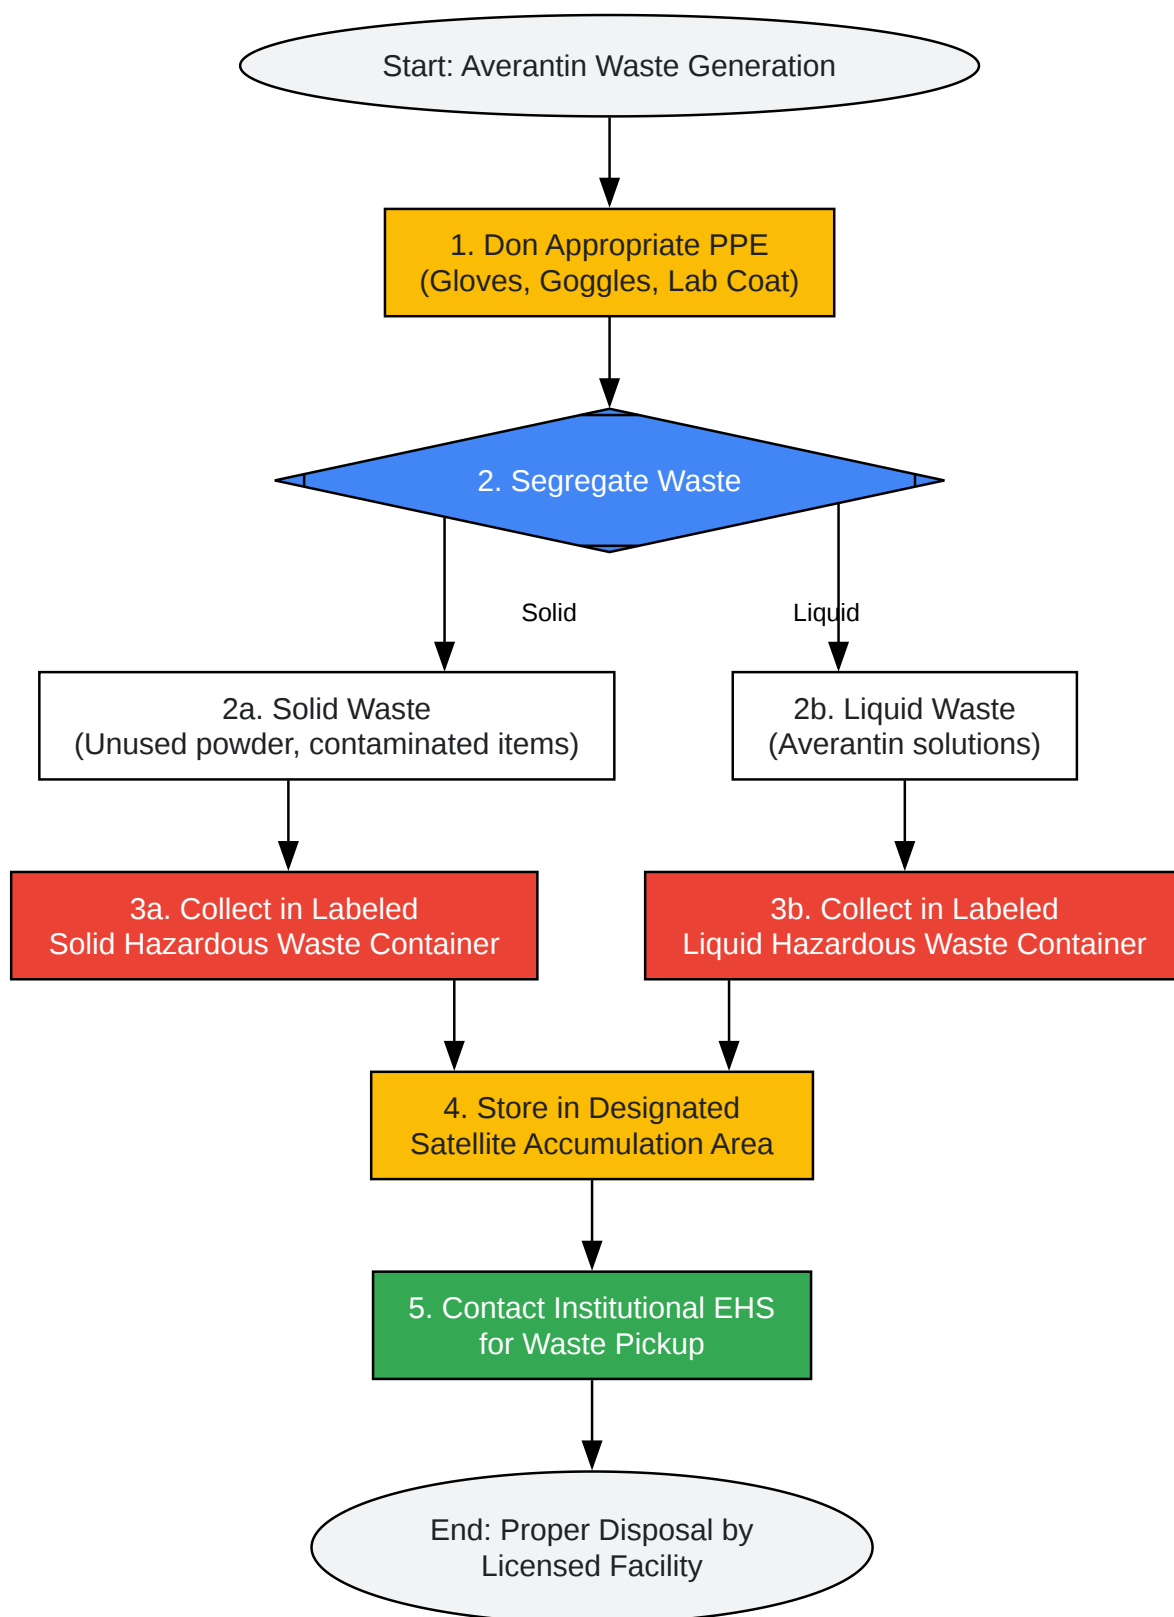 Start: Averantin Waste Generation
1. Don Appropriate PPE
(Gloves, Goggles, Lab Coat)
2. Segregate Waste
Solid
Liquid
2a. Solid Waste
(Unused powder, contaminated items)
2b. Liquid Waste
(Averantin solutions)
3a. Collect in Labeled
Solid Hazardous Waste Container
3b. Collect in Labeled
Liquid Hazardous Waste Container
4. Store in Designated
Satellite Accumulation Area
5. Contact Institutional EHS
for Waste Pickup
End: Proper Disposal by
Licensed Facility